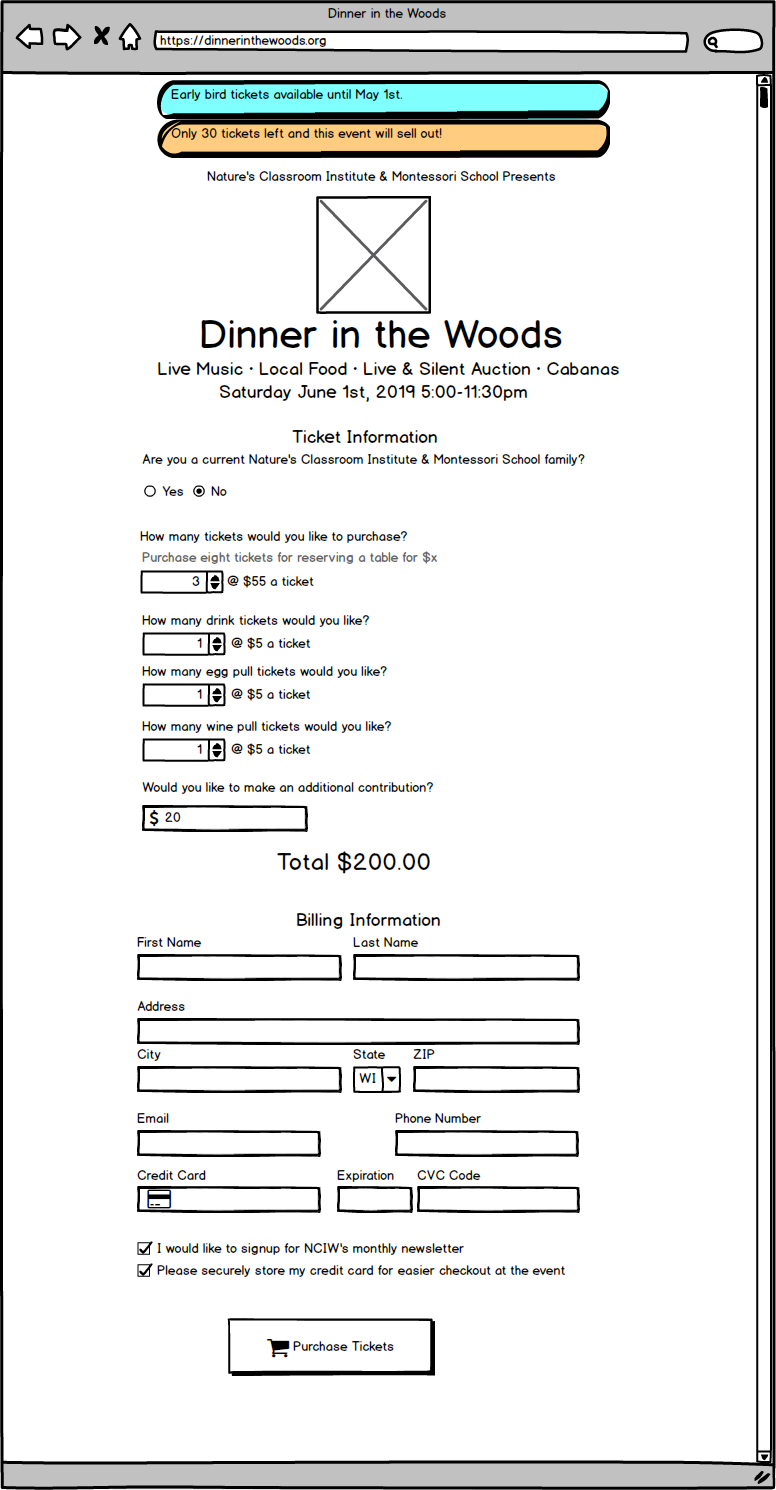 Dinner in the Woods
https://dinnerinthewoods.org
Early bird tickets available until May 1st.
Only 30 tickets left and this event will sell out!
Nature's Classroom Institute & Montessori School Presents
Dinner in the Woods
Live Music · Local Food · Live & Silent Auction · Cabanas
Saturday June 1st, 2019 5:00-11:30pm
Ticket Information
Are you a current Nature's Classroom Institute & Montessori School family?
Yes No
How many tickets would you like to purchase?
Purchase eight tickets for reserving a table for $x
3 @ $55 a ticket
How many drink tickets would you like?
1 @ $5 a ticket
How many egg pull tickets would you like?
1 @ $5 a ticket
How many wine pull tickets would you like?
1 @ $5 a ticket
Would you like to make an additional contribution?
$ 20
Total $200.00
Billing Information
First Name Last Name
Address
City State ZIP
WI
Email Phone Number
Credit Card Expiration CVC Code
I would like to signup for NCIW's monthly newsletter
Please securely store my credit card for easier checkout at the event
Purchase Tickets